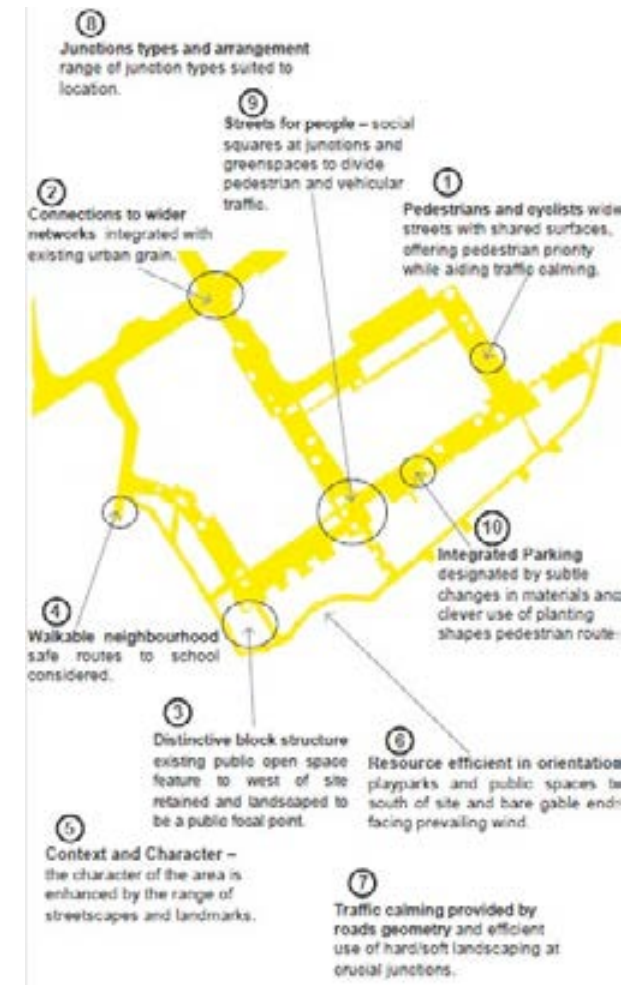 8
Junctions types and arrangement
range of junction types suited to
location.
9
Streets for people – social
squares at junctions and
greenspaces to divide
pedestrian and vehicular
traffic.
2
Connections to wider
networks integrated with
existing urban grain.
1
Pedestrians and cyclists wide
streets with shared surfaces,
offering pedestrian priority
while aiding traffic calming.
10
Integrated Parking
designated by subtle
changes in materials and
clever use of planting
shapes pedestrian route
4
Walkable neighbourhood
safe routes to school
considered.
3
Distinctive block structure
existing public open space
feature to west of site
retained and landscaped to
be a public focal point.
6
Resource efficient in orientation
playparks and public spaces
south of site and bare gable ends
facing prevailing wind.
5
Context and Character –
the character of the area is
enhanced by the range of
streetscapes and landmarks.
7
Traffic calming provided by
roads geometry and efficient
use of hard/soft landscaping at
crucial junctions.